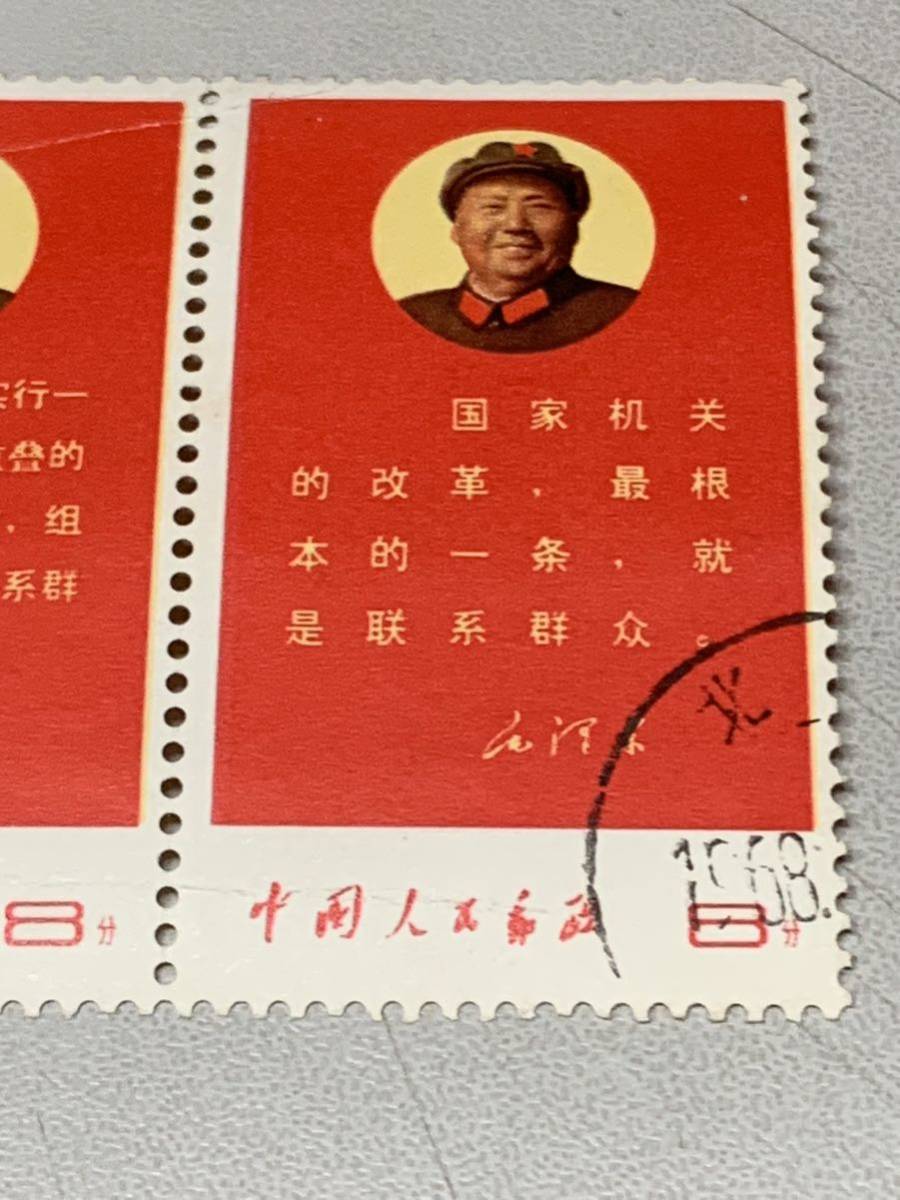 实行一
叠的
，组
系群
8分
国家机关
的改革，最根
本的一条，就
是联系群众。
毛泽东
中国人民邮政
8分
北
1968.